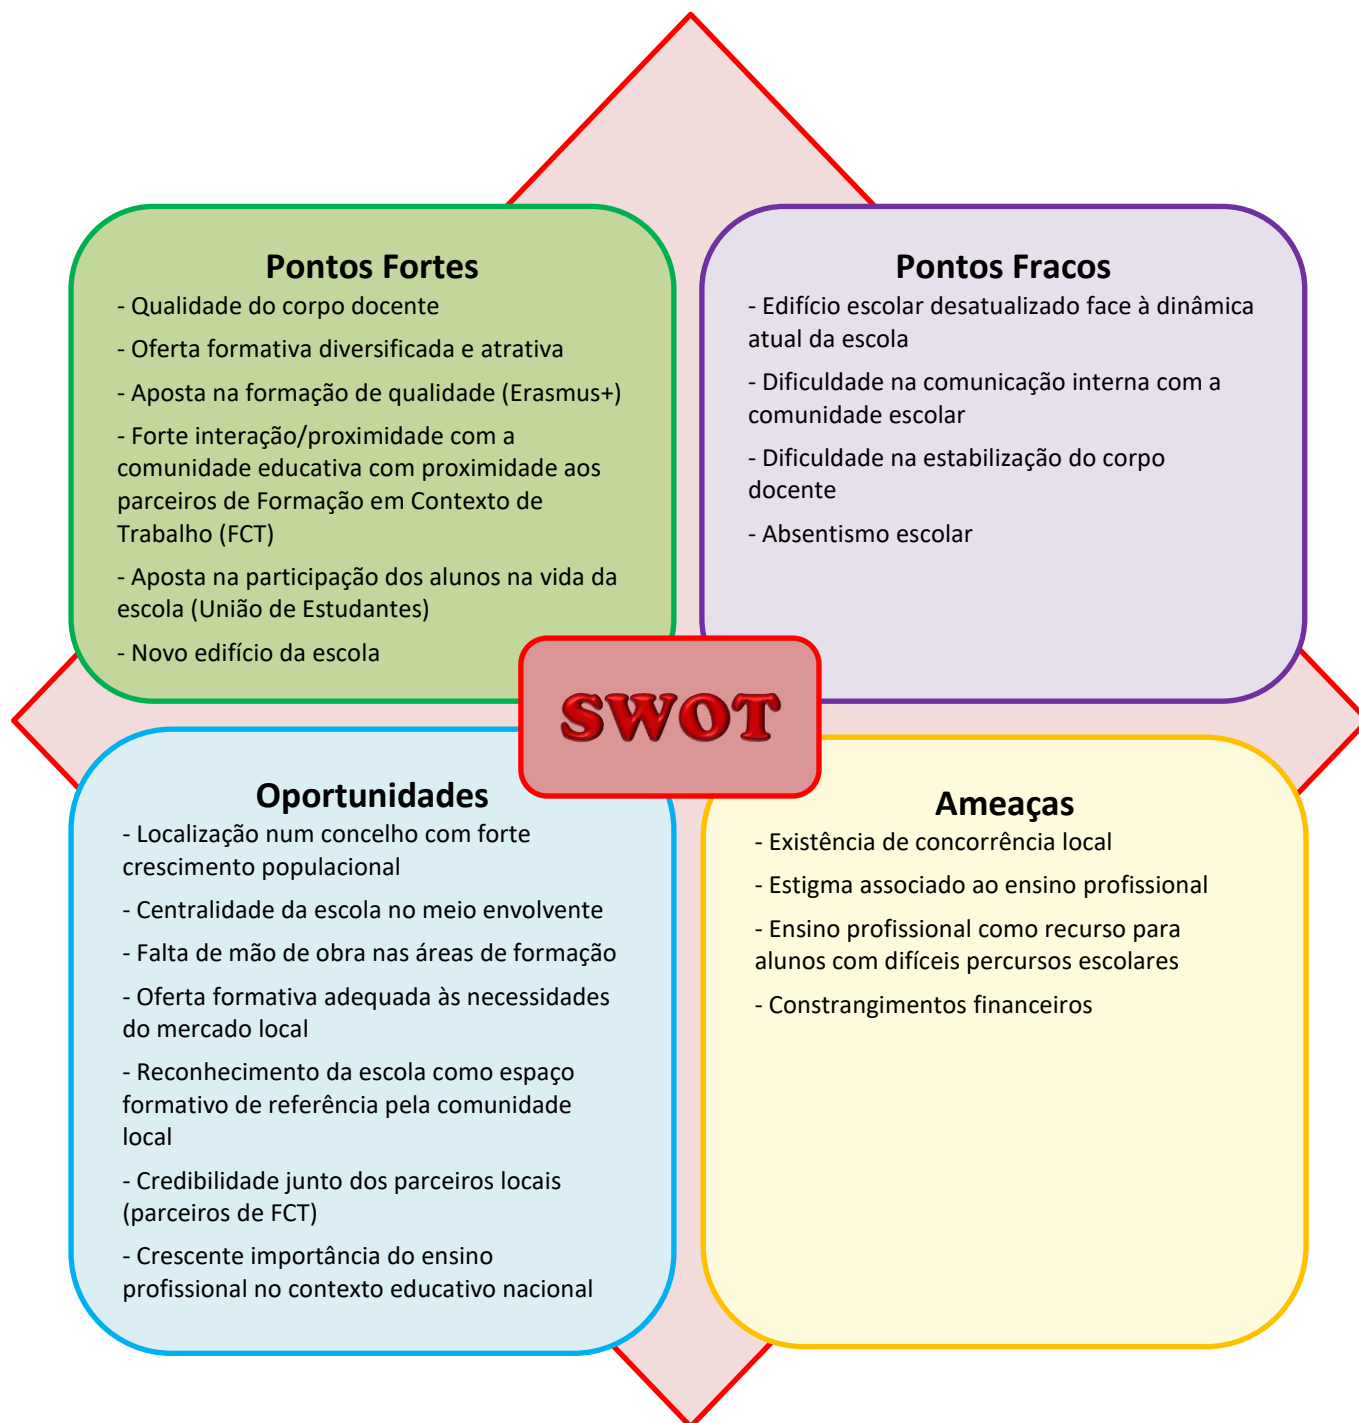 Pontos Fortes
- Qualidade do corpo docente
- Oferta formativa diversificada e atrativa
- Aposta na formação de qualidade (Erasmus+)
- Forte interação/proximidade com a
comunidade educativa com proximidade aos
parceiros de Formação em Contexto de
Trabalho (FCT)
- Aposta na participação dos alunos na vida da
escola (União de Estudantes)
- Novo edifício da escola
Pontos Fracos
- Edifício escolar desatualizado face à dinâmica
atual da escola
- Dificuldade na comunicação interna com a
comunidade escolar
- Dificuldade na estabilização do corpo
docente
- Absentismo escolar
SWOT
Oportunidades
- Localização num concelho com forte
crescimento populacional
- Centralidade da escola no meio envolvente
- Falta de mão de obra nas áreas de formação
- Oferta formativa adequada às necessidades
do mercado local
- Reconhecimento da escola como espaço
formativo de referência pela comunidade
local
- Credibilidade junto dos parceiros locais
(parceiros de FCT)
- Crescente importância do ensino
profissional no contexto educativo nacional
Ameaças
- Existência de concorrência local
- Estigma associado ao ensino profissional
- Ensino profissional como recurso para
alunos com difíceis percursos escolares
- Constrangimentos financeiros